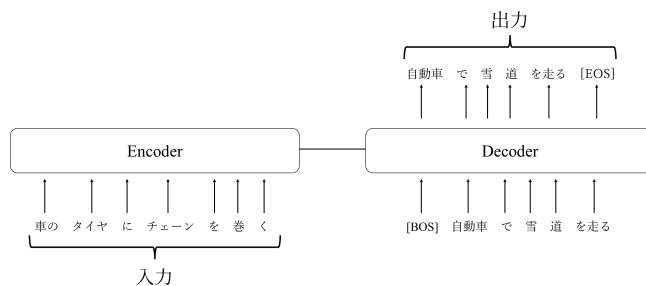 出力
自動車 で 雪 道 を走る [EOS]
Encoder Decoder
車の タイヤ に チェーン を 巻 く [BOS] 自動車 で 雪 道 を走る
入力